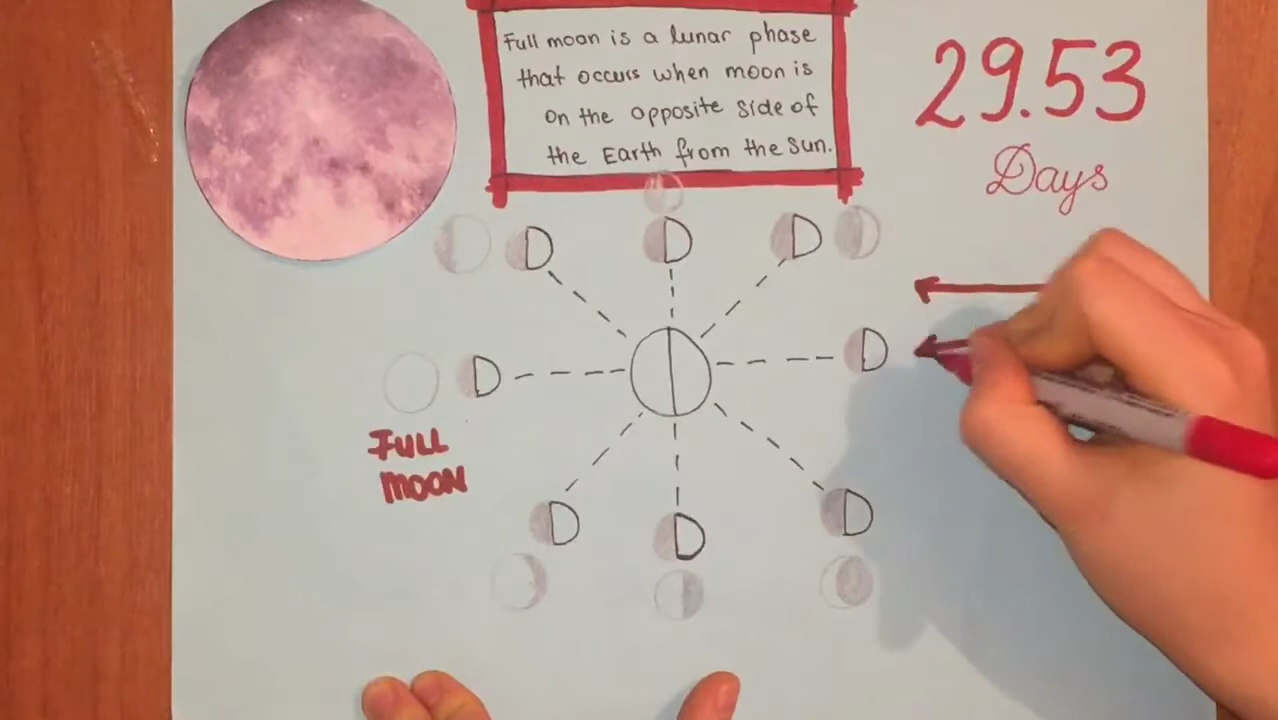 Full moon is a lunar phase
that occurs when moon is
on the opposite side of
the Earth from the Sun.
29.53
Days
FULL
MOON